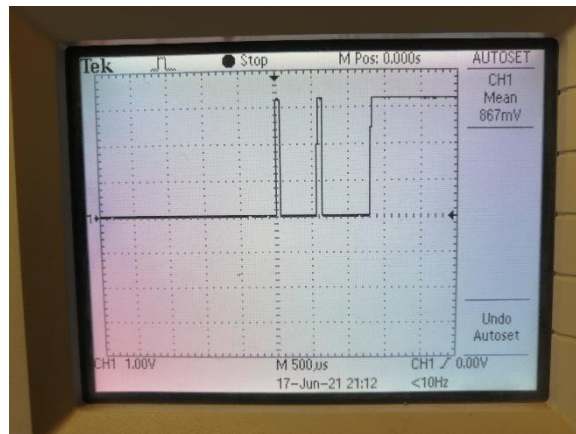 Tek Stop M Pos: 0.000s AUTOSET
CH1
Mean
867mV
1
Undo
Autoset
CH1 1.00V M 500µs CH1 0.00V
17-Jun-21 21:12 <10Hz